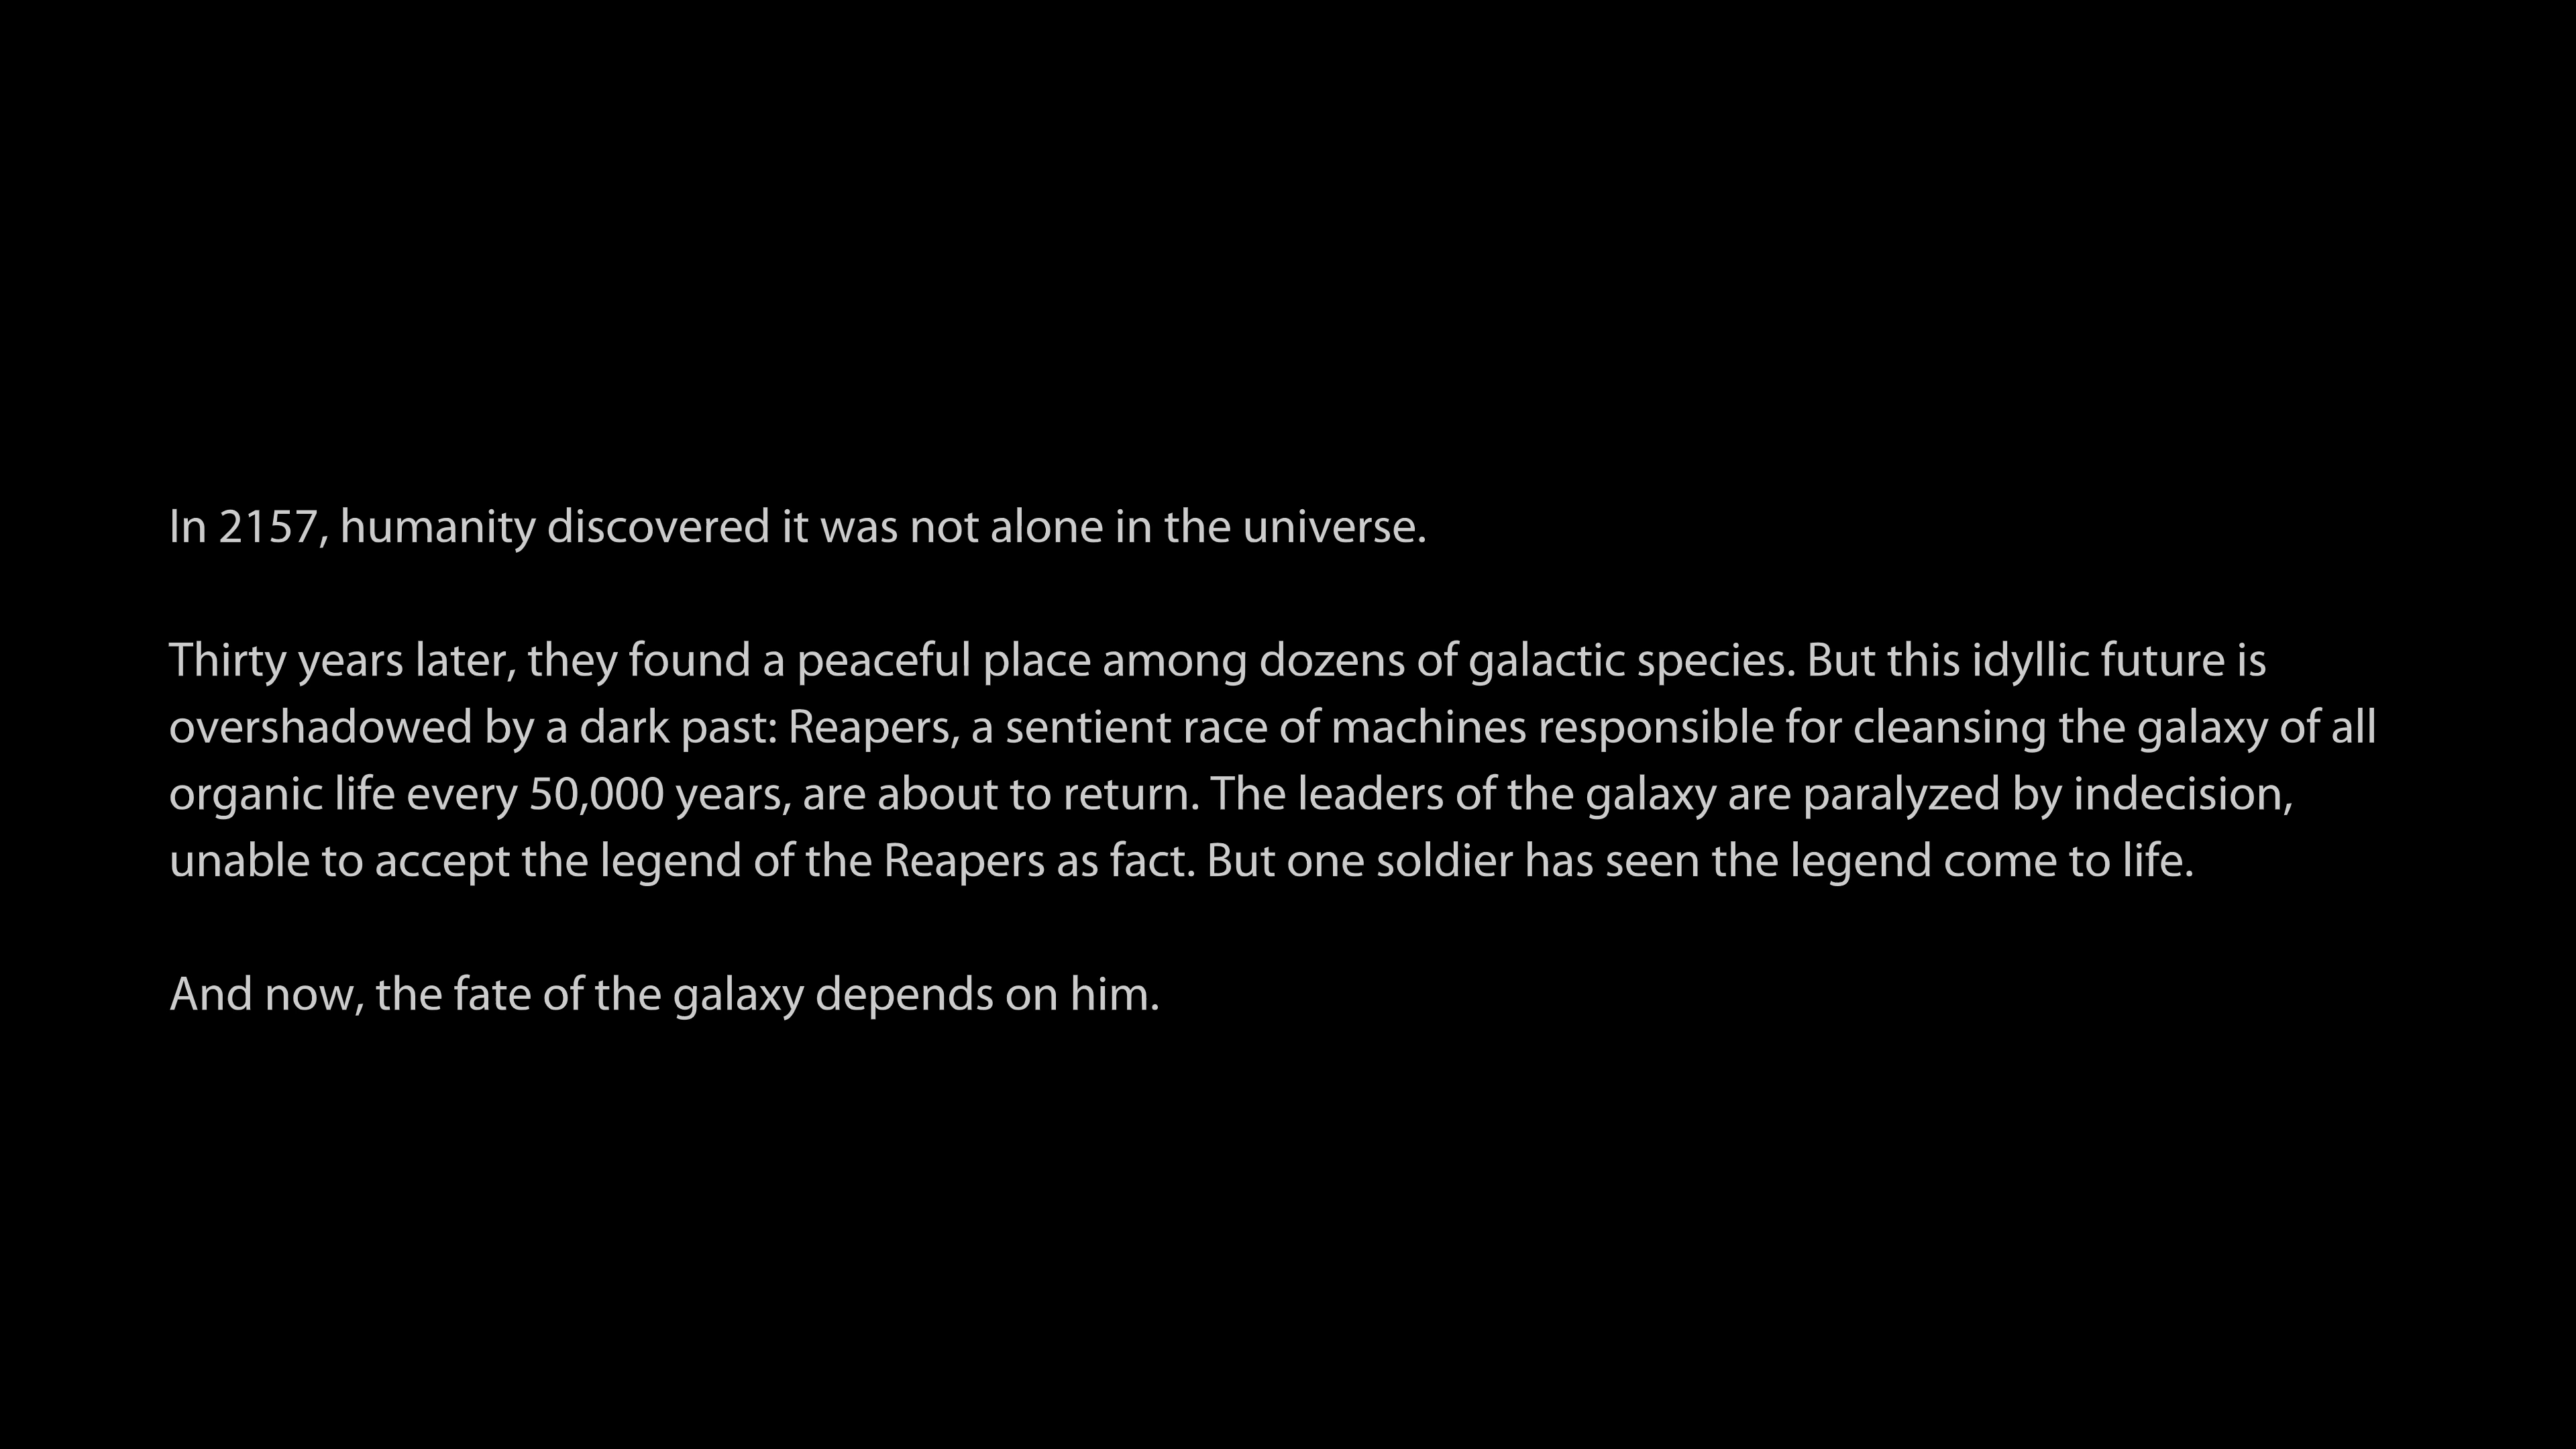 In 2157, humanity discovered it was not alone in the universe.
Thirty years later, they found a peaceful place among dozens of galactic species. But this idyllic future is
overshadowed by a dark past: Reapers, a sentient race of machines responsible for cleansing the galaxy of all
organic life every 50,000 years, are about to return. The leaders of the galaxy are paralyzed by indecision,
unable to accept the legend of the Reapers as fact. But one soldier has seen the legend come to life.
And now, the fate of the galaxy depends on him.